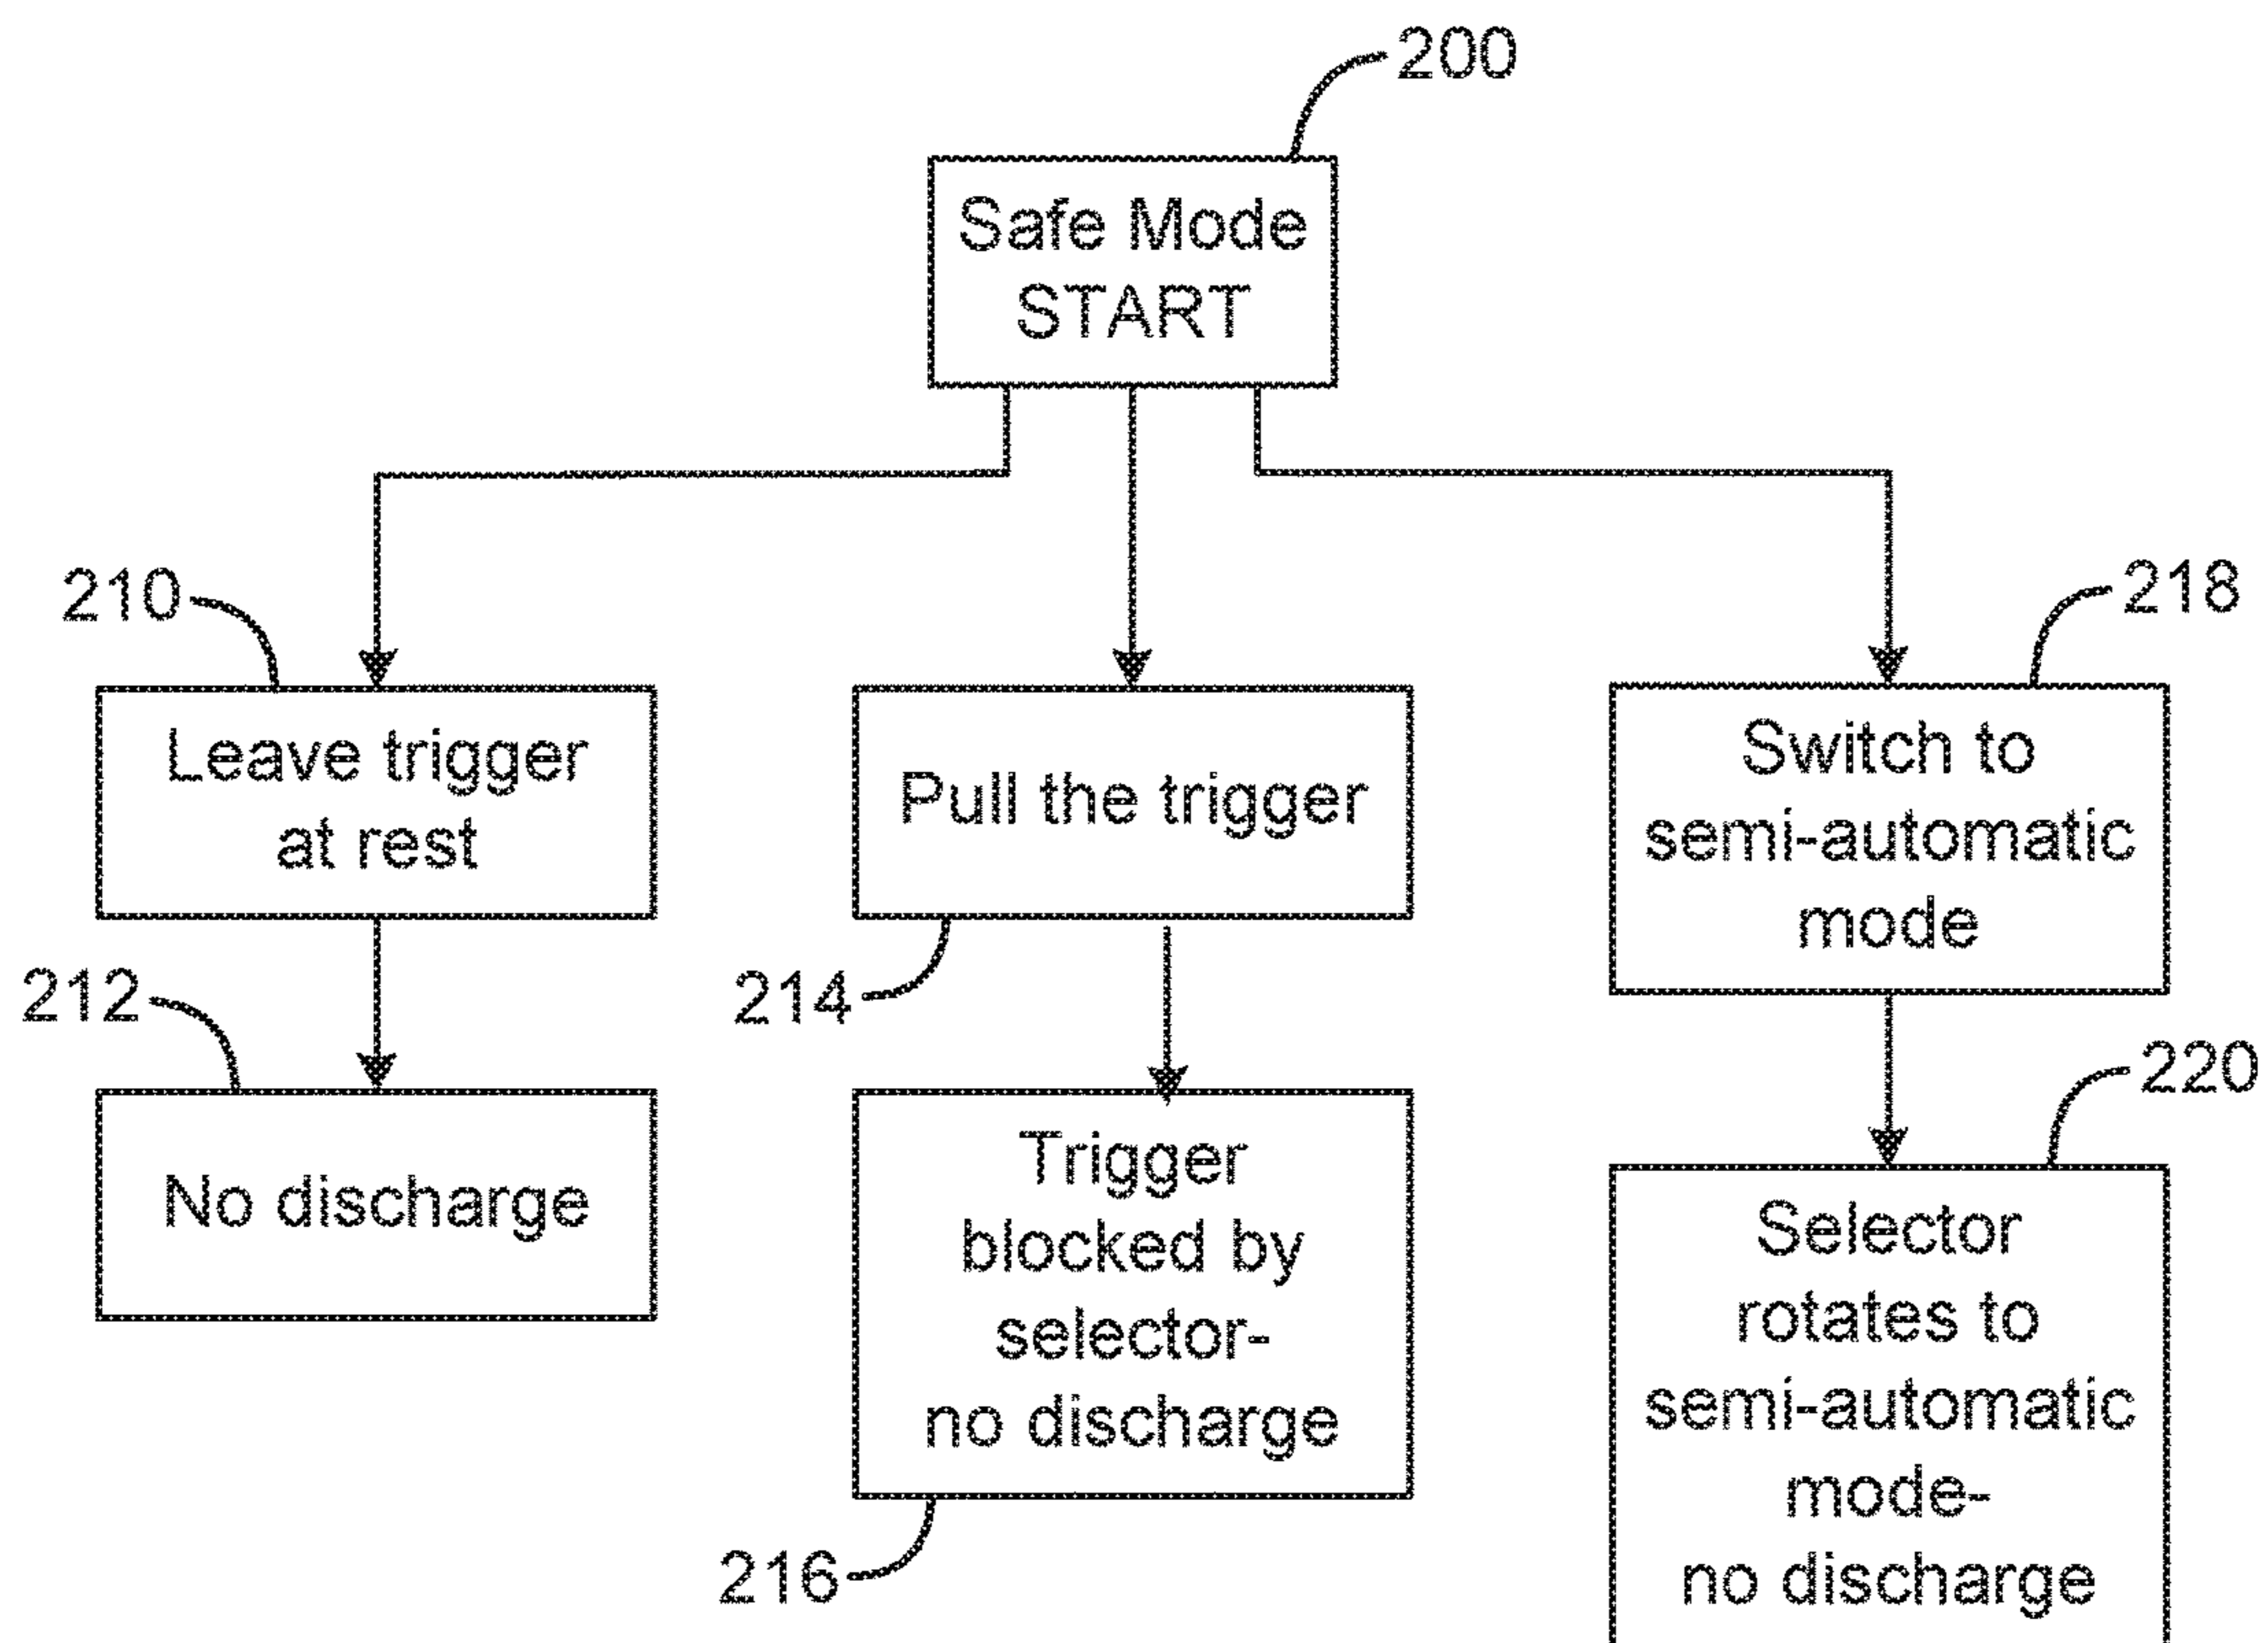 200
Safe Mode
START
210
Leave trigger
at rest
Pull the trigger
218
Switch to
semi-automatic
mode
212
No discharge
214
Trigger
blocked by
selector-
no discharge
216
220
Selector
rotates to
semi-automatic
mode-
no discharge